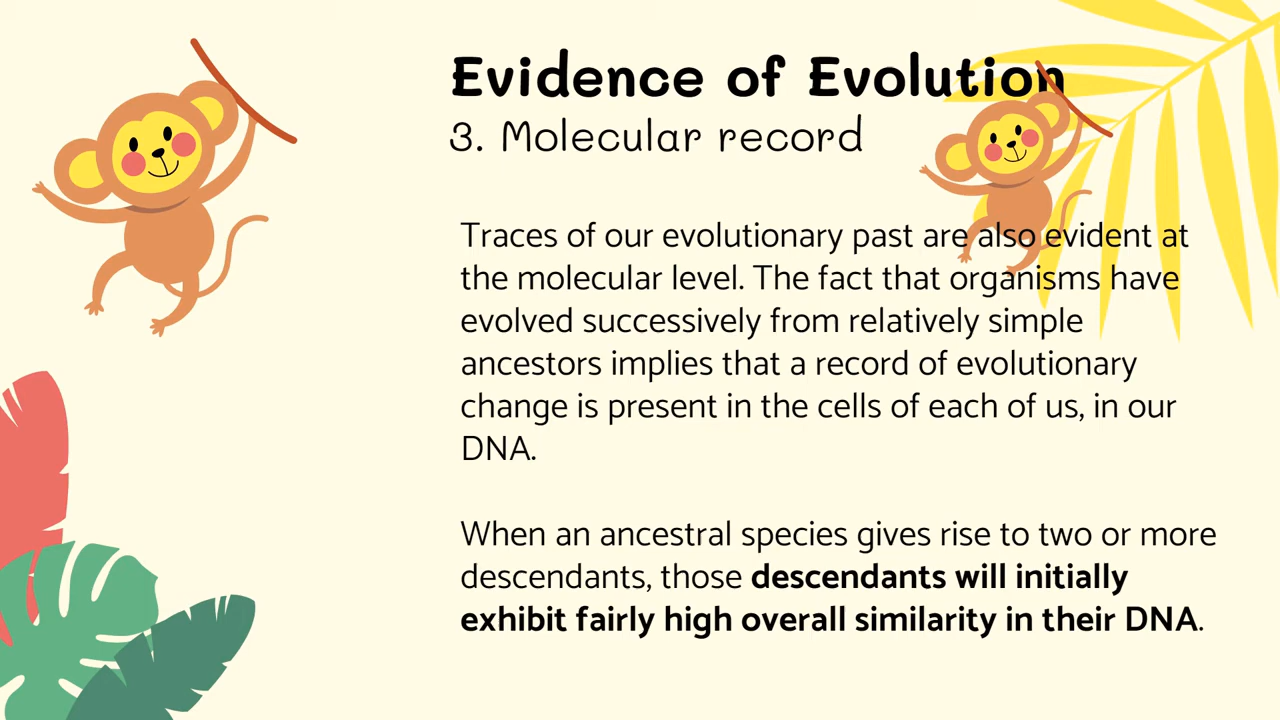 Evidence of Evolution
3. Molecular record
Traces of our evolutionary past are also evident at
the molecular level. The fact that organisms have
evolved successively from relatively simple
ancestors implies that a record of evolutionary
change is present in the cells of each of us, in our
DNA.
When an ancestral species gives rise to two or more
descendants, those descendants will initially
exhibit fairly high overall similarity in their DNA.